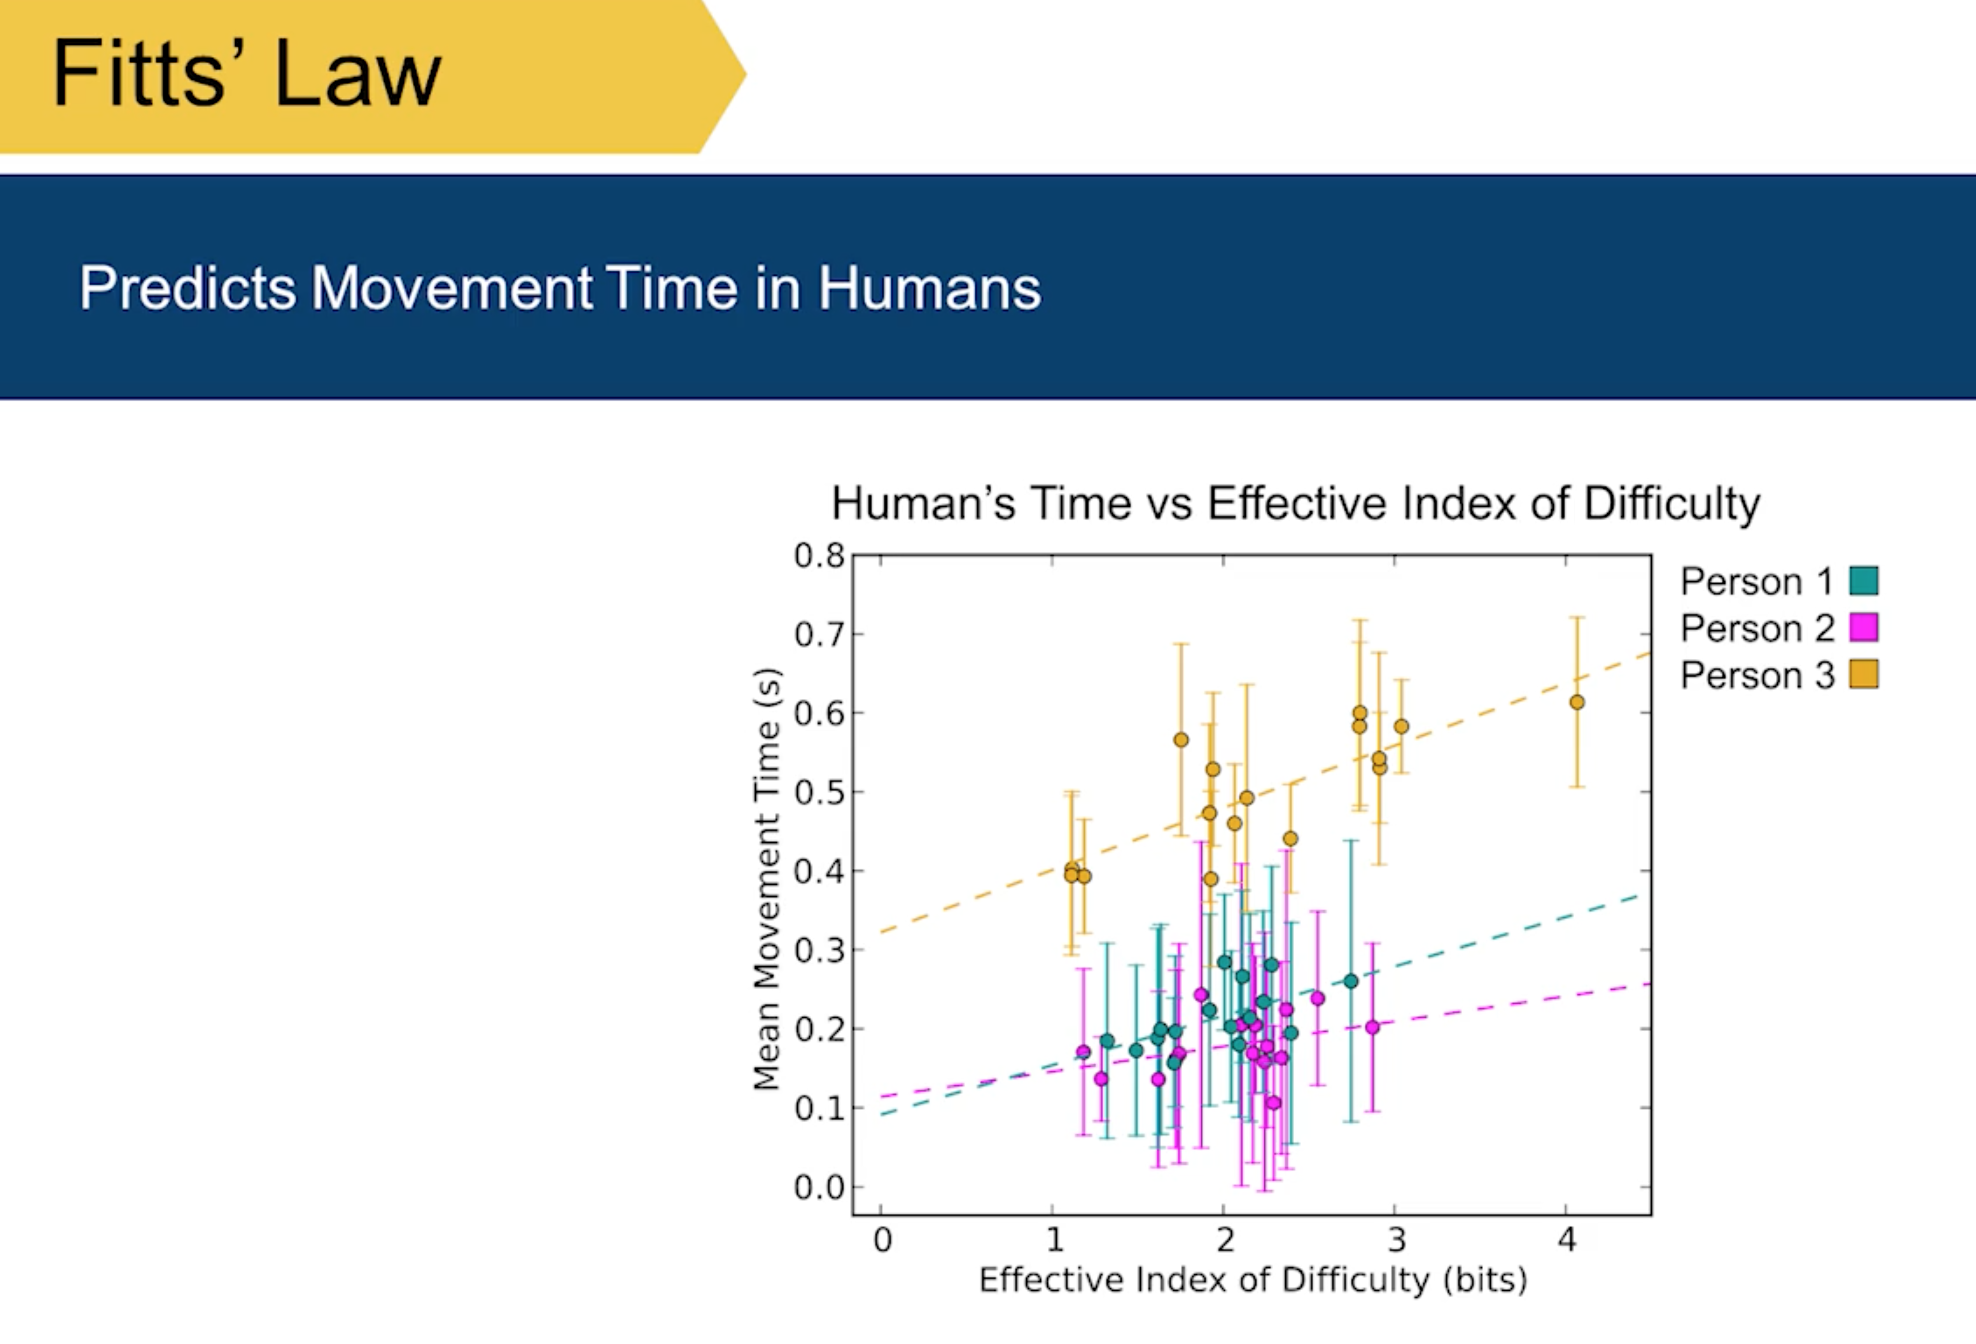 Fitts’ Law
Predicts Movement Time in Humans
Human’s Time vs Effective Index of Difficulty
Person 1
Person 2
Person 3
Mean Movement Time (s)
0.8
0.7
0.6
0.5
0.4
0.3
0.2
0.1
0.0
0 1 2 3 4
Effective Index of Difficulty (bits)